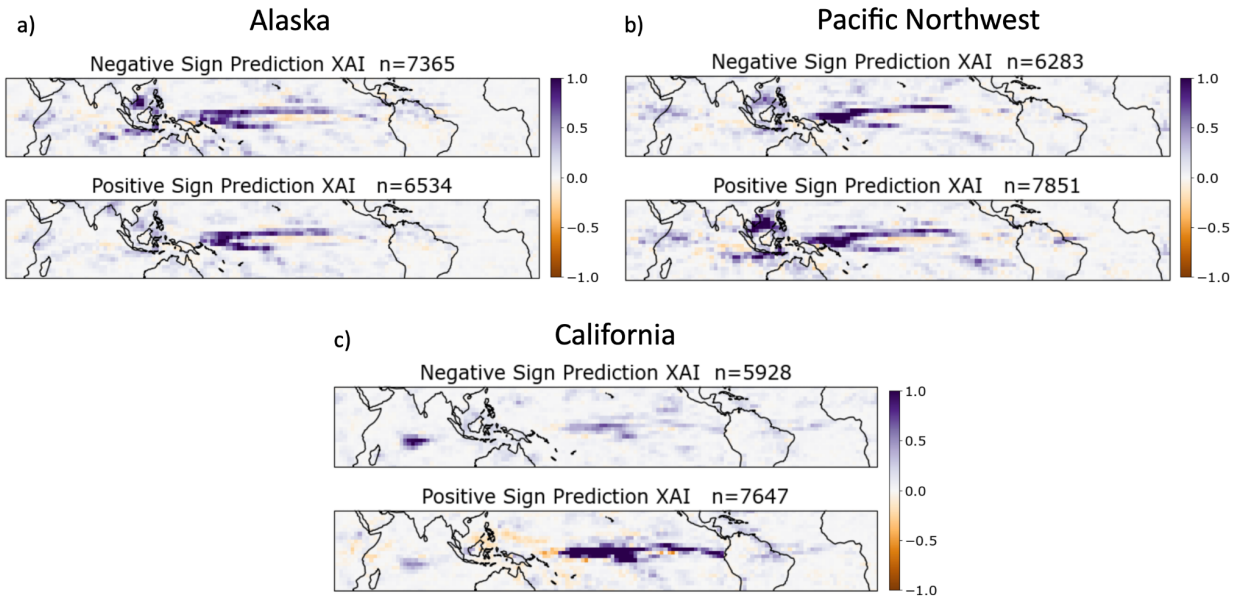 a)
Alaska
Negative Sign Prediction XAI n=7365
1.0
0.5
0.0
−0.5
−1.0
Positive Sign Prediction XAI n=6534
b)
Pacific Northwest
Negative Sign Prediction XAI n=6283
1.0
0.5
0.0
−0.5
−1.0
Positive Sign Prediction XAI n=7851
c)
California
Negative Sign Prediction XAI n=5928
1.0
0.5
0.0
−0.5
−1.0
Positive Sign Prediction XAI n=7647